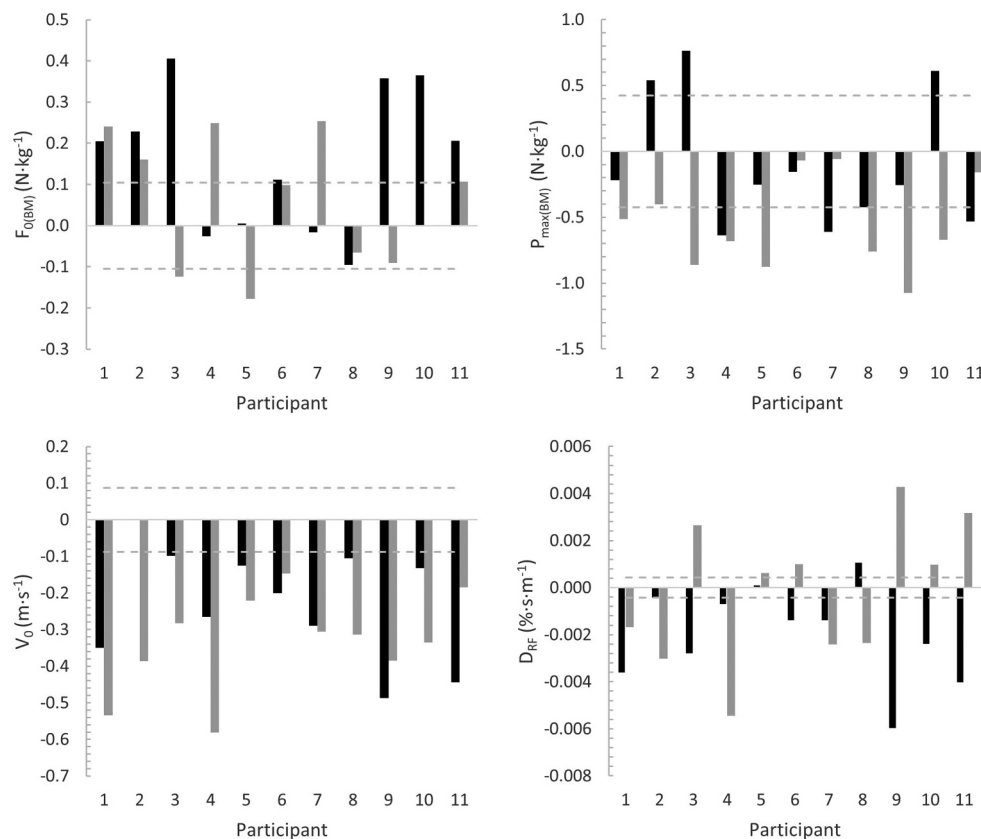 F₀(BM) (N·kg⁻¹)
0.5
0.4
0.3
0.2
0.1
0.0
-0.1
-0.2
-0.3
1 2 3 4 5 6 7 8 9 10 11
Participant
Pmax(BM) (N·kg⁻¹)
1.0
0.5
0.0
-0.5
-1.0
-1.5
1 2 3 4 5 6 7 8 9 10 11
Participant
V₀ (m·s⁻¹)
0.2
0.1
0
-0.1
-0.2
-0.3
-0.4
-0.5
-0.6
-0.7
1 2 3 4 5 6 7 8 9 10 11
Participant
DRF (%·s·m⁻¹)
0.006
0.004
0.002
0.000
-0.002
-0.004
-0.006
-0.008
1 2 3 4 5 6 7 8 9 10 11
Participant